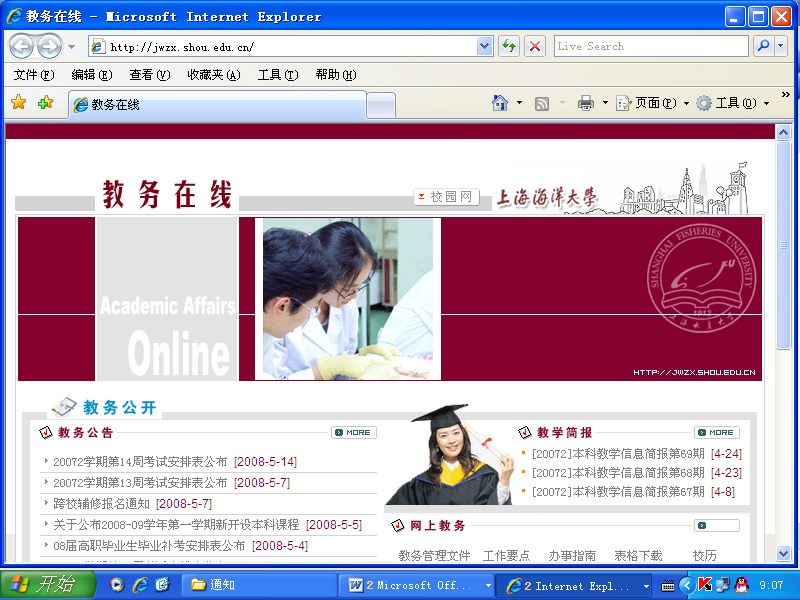 教务在线 - Microsoft Internet Explorer
http://jwzx.shou.edu.cn/
Live Search
文件(F) 编辑(E) 查看(V) 收藏夹(A) 工具(T) 帮助(H)
教务在线
页面(P) 工具(O)
教务在线
校园网
上海海洋大學
SHANGHAI FISHERIES UNIVERSITY
1912
Academic Affairs
Online
HTTP://JWZX.SHOU.EDU.CN
教务公开
教务公告 MORE
20072学期第14周考试安排表公布 [2008-5-14]
20072学期第13周考试安排表公布 [2008-5-7]
跨校辅修报名通知 [2008-5-7]
关于公布2008-09学年第一学期新开设本科课程 [2008-5-5]
08届高职毕业生毕业补考安排表公布 [2008-5-4]
教学简报 MORE
[20072]本科教学信息简报第69期 [4-24]
[20072]本科教学信息简报第68期 [4-23]
[20072]本科教学信息简报第67期 [4-8]
网上教务
教务管理文件 工作要点 办事指南 表格下载 校历
开始 通知 2 Microsoft Off... 2 Internet Expl... 9:07